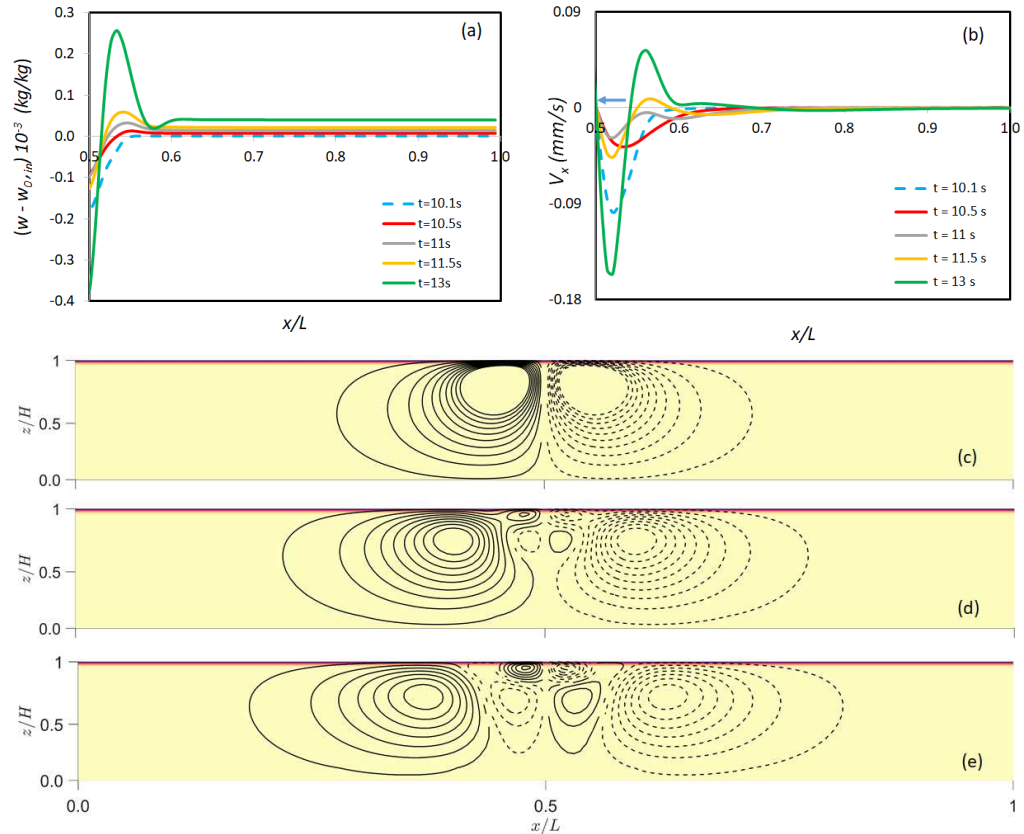 (a)
(w - w0,in) 10-3 (kg/kg)
0.3
0.2
0.1
0.0
-0.1
-0.2
-0.3
-0.4
0.5 0.6 0.7 0.8 0.9 1.0
t=10.1s
t=10.5s
t=11s
t=11.5s
t=13s
x/L
(b)
Vx (mm/s)
0.09
0
-0.09
-0.18
0.5 0.6 0.7 0.8 0.9 1.0
t = 10.1 s
t = 10.5 s
t = 11 s
t = 11.5 s
t = 13 s
x/L
1
z/H
0.5
0.0
(c)
1
z/H
0.5
0.0
(d)
1
z/H
0.5
0.0
(e)
0.0 0.5 1
x/L